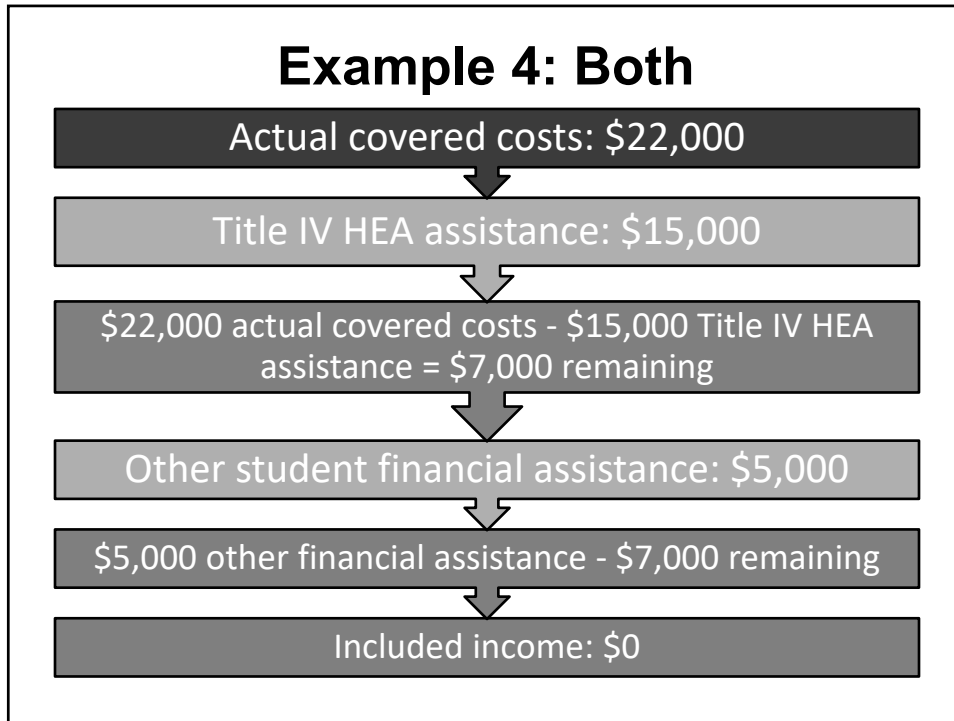 Example 4: Both
Actual covered costs: $22,000
Title IV HEA assistance: $15,000
$22,000 actual covered costs - $15,000 Title IV HEA
assistance = $7,000 remaining
Other student financial assistance: $5,000
$5,000 other financial assistance - $7,000 remaining
Included income: $0